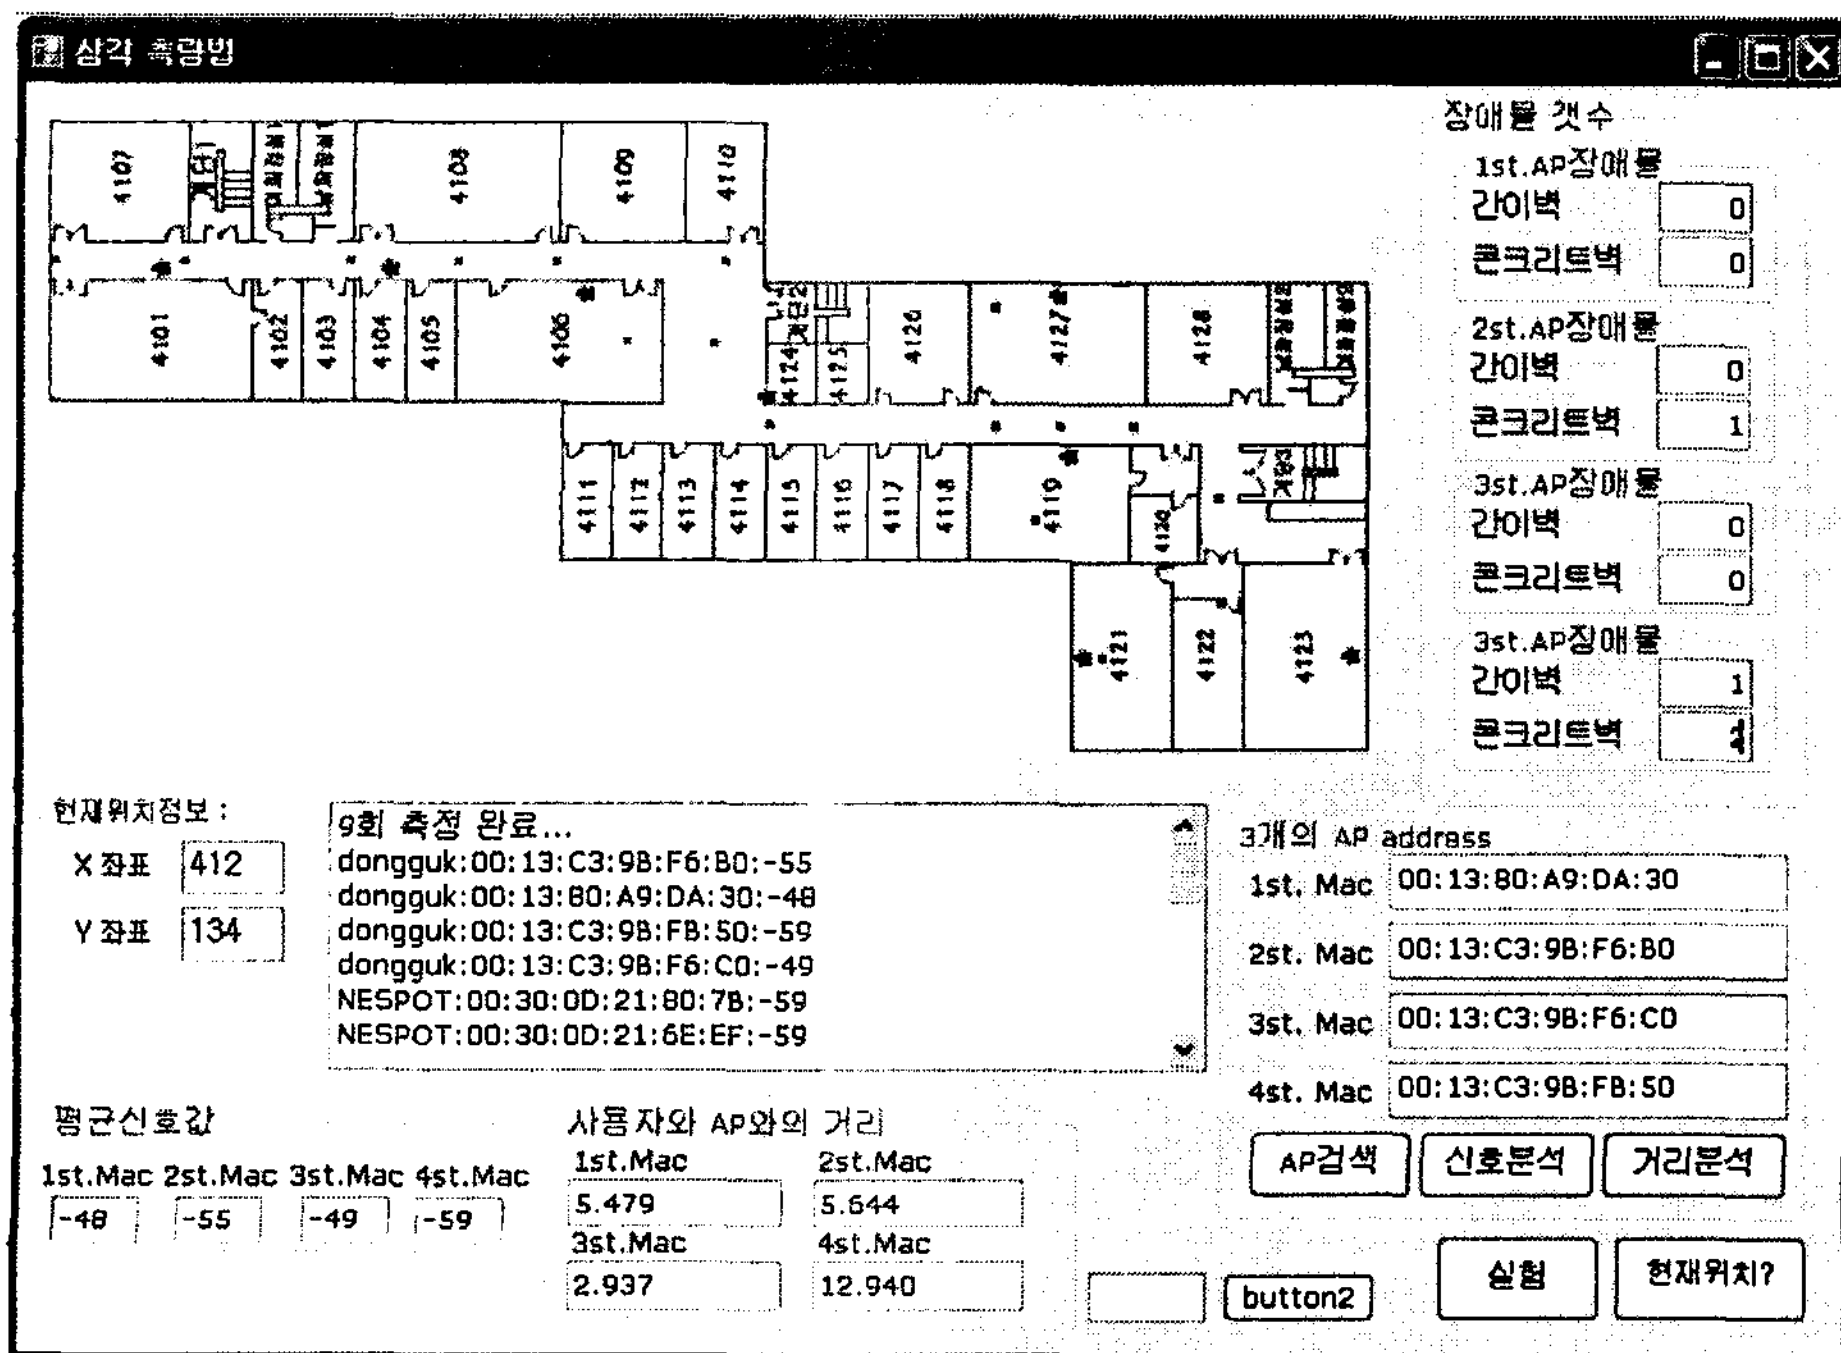 삼각 측량법
장애물 갯수
1st.AP장애물
간이벽 0
콘크리트벽 0
2st.AP장애물
간이벽 0
콘크리트벽 1
3st.AP장애물
간이벽 0
콘크리트벽 0
3st.AP장애물
간이벽 1
콘크리트벽
4107
계단1
4108
4109
4110
4101
4102
4103
4104
4105
4106
계단2
4124
4125
4126
4127
4128
4111
4112
4113
4114
4115
4116
4117
4118
4119
4120
4121
4122
4123
현재위치정보 :
X 좌표 412
Y 좌표 134
9회 측정 완료...
dongguk:00:13:C3:9B:F6:B0:-55
dongguk:00:13:80:A9:DA:30:-48
dongguk:00:13:C3:9B:FB:50:-59
dongguk:00:13:C3:9B:F6:C0:-49
NESPOT:00:30:0D:21:80:7B:-59
NESPOT:00:30:0D:21:6E:EF:-59
3개의 AP address
1st. Mac 00:13:80:A9:DA:30
2st. Mac 00:13:C3:9B:F6:B0
3st. Mac 00:13:C3:9B:F6:C0
4st. Mac 00:13:C3:9B:FB:50
AP검색 신호분석 거리분석
평균신호값
1st.Mac 2st.Mac 3st.Mac 4st.Mac
-48 -55 -49 -59
사용자와 AP와의 거리
1st.Mac 2st.Mac
5.479 5.644
3st.Mac 4st.Mac
2.937 12.940
button2
실험 현재위치?